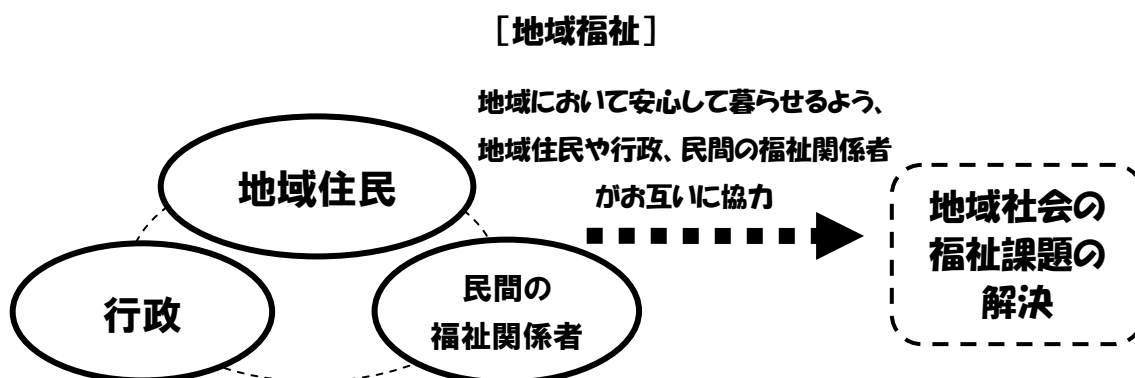 ［地域福祉］
地域において安心して暮らせるよう、
地域住民や行政、民間の福祉関係者
がお互いに協力
地域住民
行政
民間の
福祉関係者
地域社会の
福祉課題の
解決